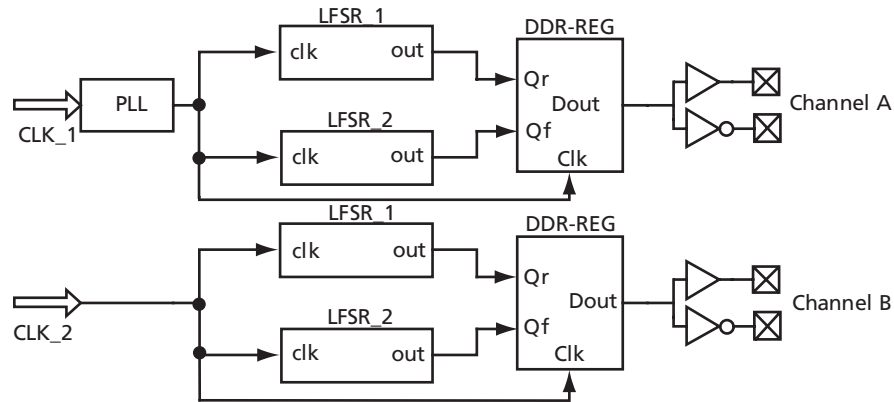 LFSR_1
DDR-REG
clk
out
Qr
PLL
Dout
Channel A
CLK_1
LFSR_2
Qf
clk
out
Clk
LFSR_1
DDR-REG
clk
out
Qr
Dout
Channel B
CLK_2
LFSR_2
Qf
clk
out
Clk